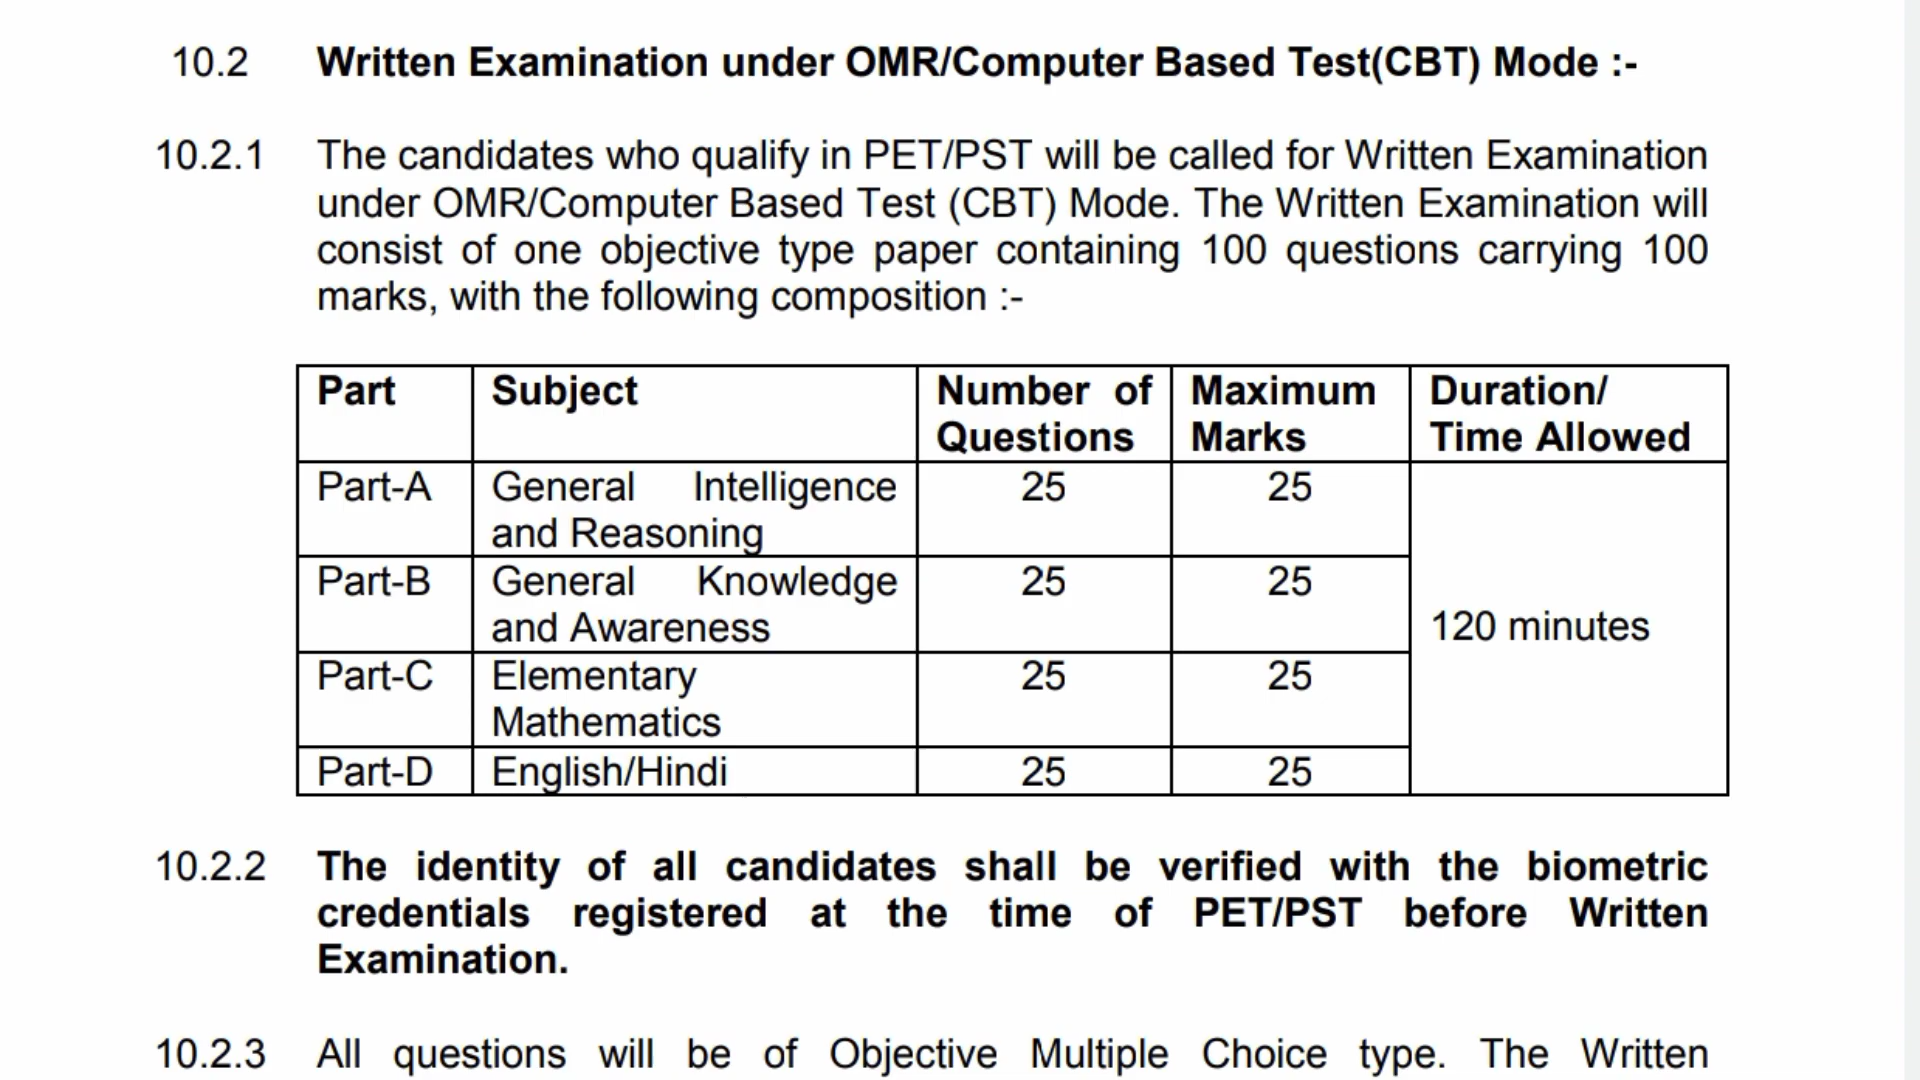 10.2 Written Examination under OMR/Computer Based Test(CBT) Mode :-
10.2.1 The candidates who qualify in PET/PST will be called for Written Examination
under OMR/Computer Based Test (CBT) Mode. The Written Examination will
consist of one objective type paper containing 100 questions carrying 100
marks, with the following composition :-
Part Subject Number of Maximum Duration/
Questions Marks Time Allowed
Part-A General Intelligence 25 25
and Reasoning
Part-B General Knowledge 25 25
and Awareness
120 minutes
Part-C Elementary 25 25
Mathematics
Part-D English/Hindi 25 25
10.2.2 The identity of all candidates shall be verified with the biometric
credentials registered at the time of PET/PST before Written
Examination.
10.2.3 All questions will be of Objective Multiple Choice type. The Written